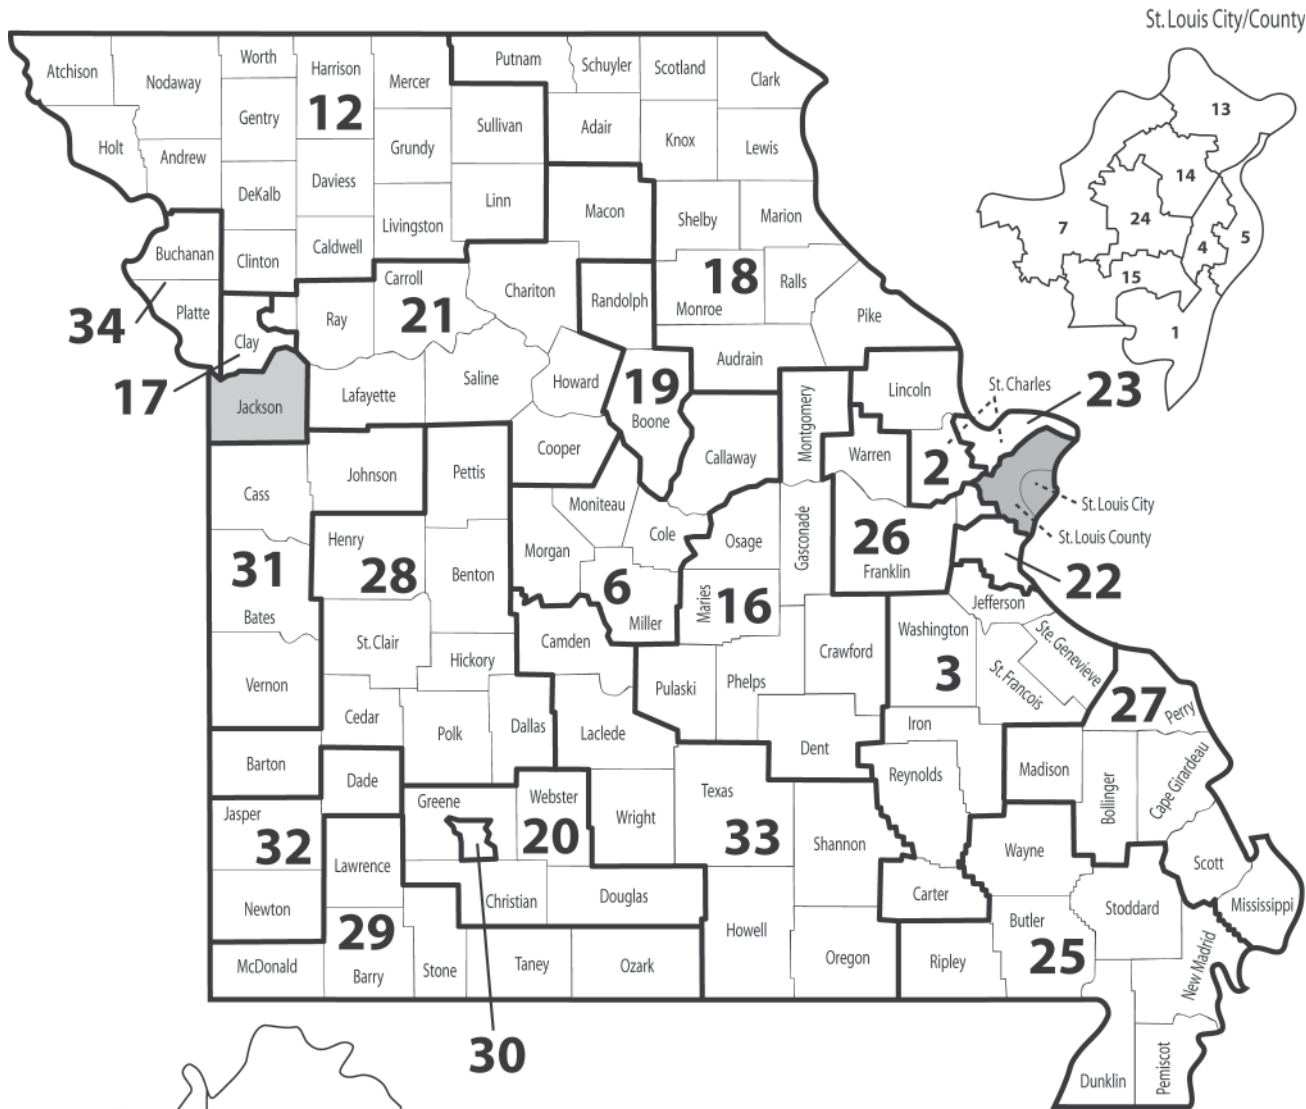 St. Louis City/County
Atchison
Nodaway
Worth
Harrison
Mercer
Putnam
Schuyler
Scotland
Clark
13
12
Gentry
Sullivan
Adair
Knox
Lewis
Holt
Andrew
Grundy
14
DeKalb
Daviess
Linn
Macon
Shelby
Marion
7
24
4
5
Livingston
Buchanan
Clinton
Caldwell
Carroll
Chariton
Randolph
18
Ralls
15
Monroe
34
Platte
Ray
21
Pike
1
Clay
Audrain
17
Jackson
Lafayette
Saline
Howard
19
Boone
Montgomery
Lincoln
St. Charles
23
Cooper
Callaway
Warren
2
Cass
Johnson
Pettis
Moniteau
St. Louis City
St. Louis County
Henry
Morgan
Cole
Osage
Gasconade
26
Franklin
31
28
Benton
6
Maries
16
22
Bates
Miller
Jefferson
St. Clair
Camden
Washington
Ste. Genevieve
Hickory
Crawford
3
St. Francois
Vernon
Pulaski
Phelps
27
Perry
Cedar
Polk
Dallas
Laclede
Dent
Iron
Barton
Dade
Reynolds
Madison
Bollinger
Cape Girardeau
Jasper
Greene
Webster
Wright
Texas
32
20
33
Shannon
Wayne
Scott
Lawrence
Newton
Christian
Douglas
Carter
Stoddard
Mississippi
29
Howell
Butler
25
New Madrid
McDonald
Barry
Stone
Taney
Ozark
Oregon
Ripley
30
Dunklin
Pemiscot